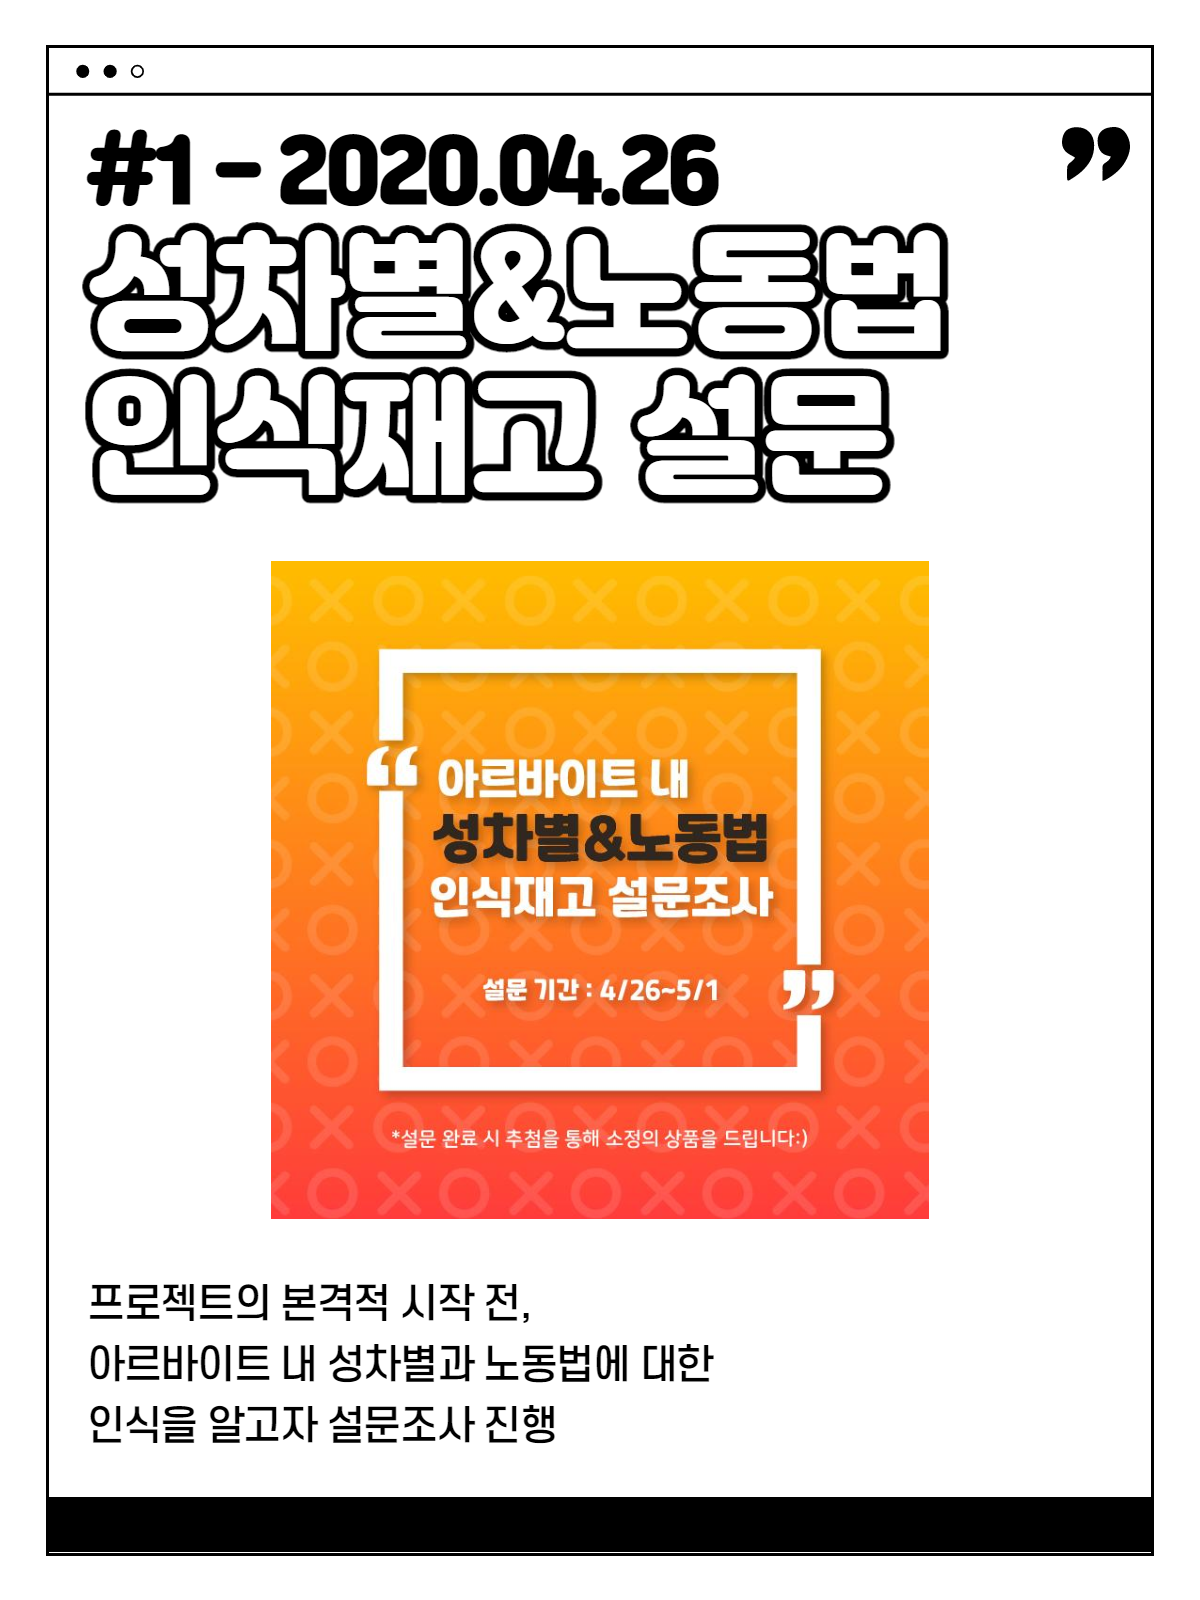 #1 - 2020.04.26
”
성차별&노동법
인식재고 설문
“ 아르바이트 내
성차별&노동법
인식재고 설문조사
설문 기간 : 4/26~5/1 ”
*설문 완료 시 추첨을 통해 소정의 상품을 드립니다:)
프로젝트의 본격적 시작 전,
아르바이트 내 성차별과 노동법에 대한
인식을 알고자 설문조사 진행